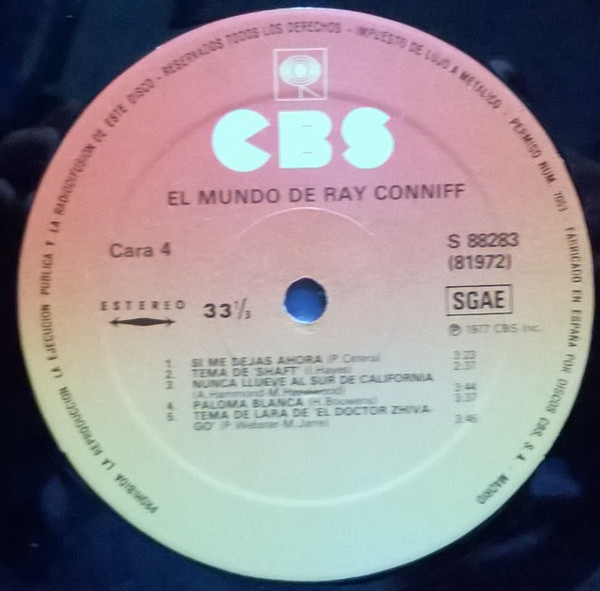 PROHIBIDA LA REPRODUCCION LA EJECUCION PUBLICA Y LA RADIODIFUSION DE ESTE DISCO - RESERVADOS TODOS LOS DERECHOS - IMPUESTO DE LUJO A METALICO - PERMISO NUM. 7053 FABRICADO EN ESPAÑA POR DISCOS CBS, S. A. - MADRID
CBS
EL MUNDO DE RAY CONNIFF
Cara 4
S 88283
(81972)
ESTEREO 33 1/3
SGAE
℗ 1977 CBS Inc.
1. SI ME DEJAS AHORA (P. Cetera) 3:23
2. TEMA DE 'SHAFT' (I. Hayes) 2:37
3. NUNCA LLUEVE AL SUR DE CALIFORNIA
(A. Hammond-M. Hazlewood) 3:44
4. PALOMA BLANCA (H. Bouwens) 3:37
5. TEMA DE LARA DE 'EL DOCTOR ZHIVA-
GO' (P. Webster-M. Jarre) 3:46